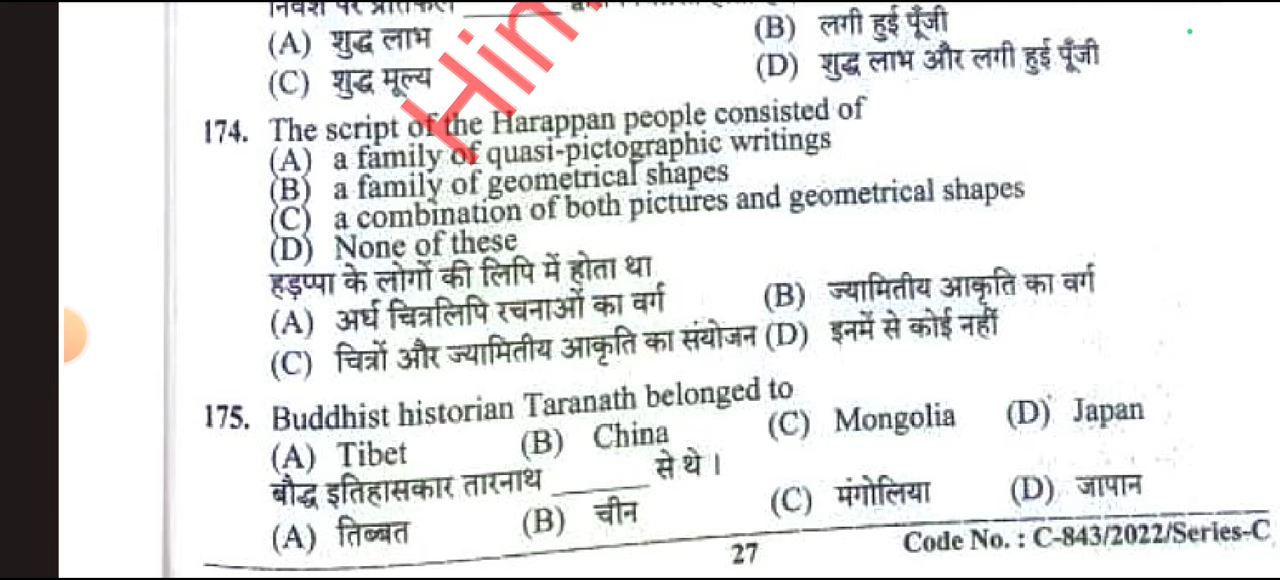 (A) शुद्ध लाभ (B) लगी हुई पूँजी
(C) शुद्ध मूल्य (D) शुद्ध लाभ और लगी हुई पूँजी
174. The script of the Harappan people consisted of
(A) a family of quasi-pictographic writings
(B) a family of geometrical shapes
(C) a combination of both pictures and geometrical shapes
(D) None of these
हड़प्पा के लोगों की लिपि में होता था
(A) अर्ध चित्रलिपि रचनाओं का वर्ग (B) ज्यामितीय आकृति का वर्ग
(C) चित्रों और ज्यामितीय आकृति का संयोजन (D) इनमें से कोई नहीं
175. Buddhist historian Taranath belonged to
(A) Tibet (B) China (C) Mongolia (D) Japan
बौद्ध इतिहासकार तारनाथ ______ से थे ।
(A) तिब्बत (B) चीन (C) मंगोलिया (D) जापान
27 Code No. : C-843/2022/Series-C
Him